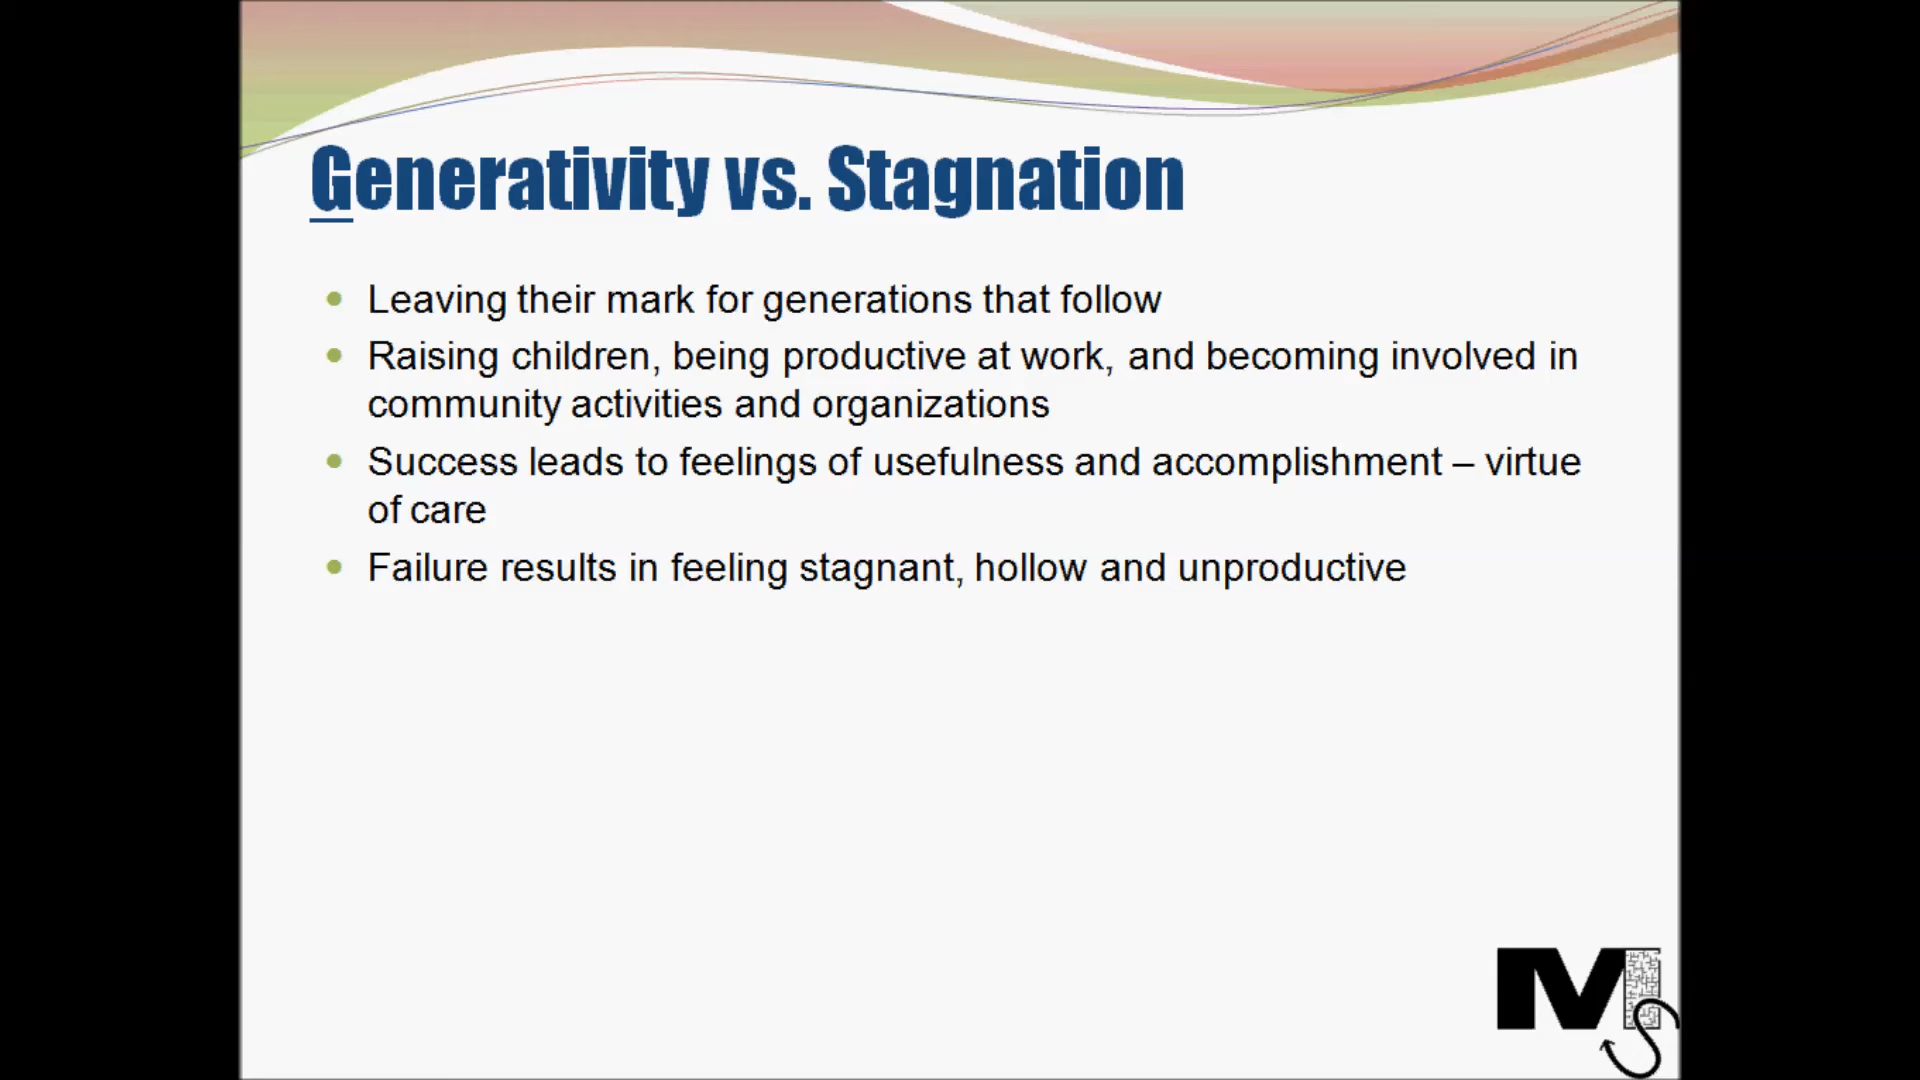 Generativity vs. Stagnation
• Leaving their mark for generations that follow
• Raising children, being productive at work, and becoming involved in
community activities and organizations
• Success leads to feelings of usefulness and accomplishment – virtue
of care
• Failure results in feeling stagnant, hollow and unproductive
MS